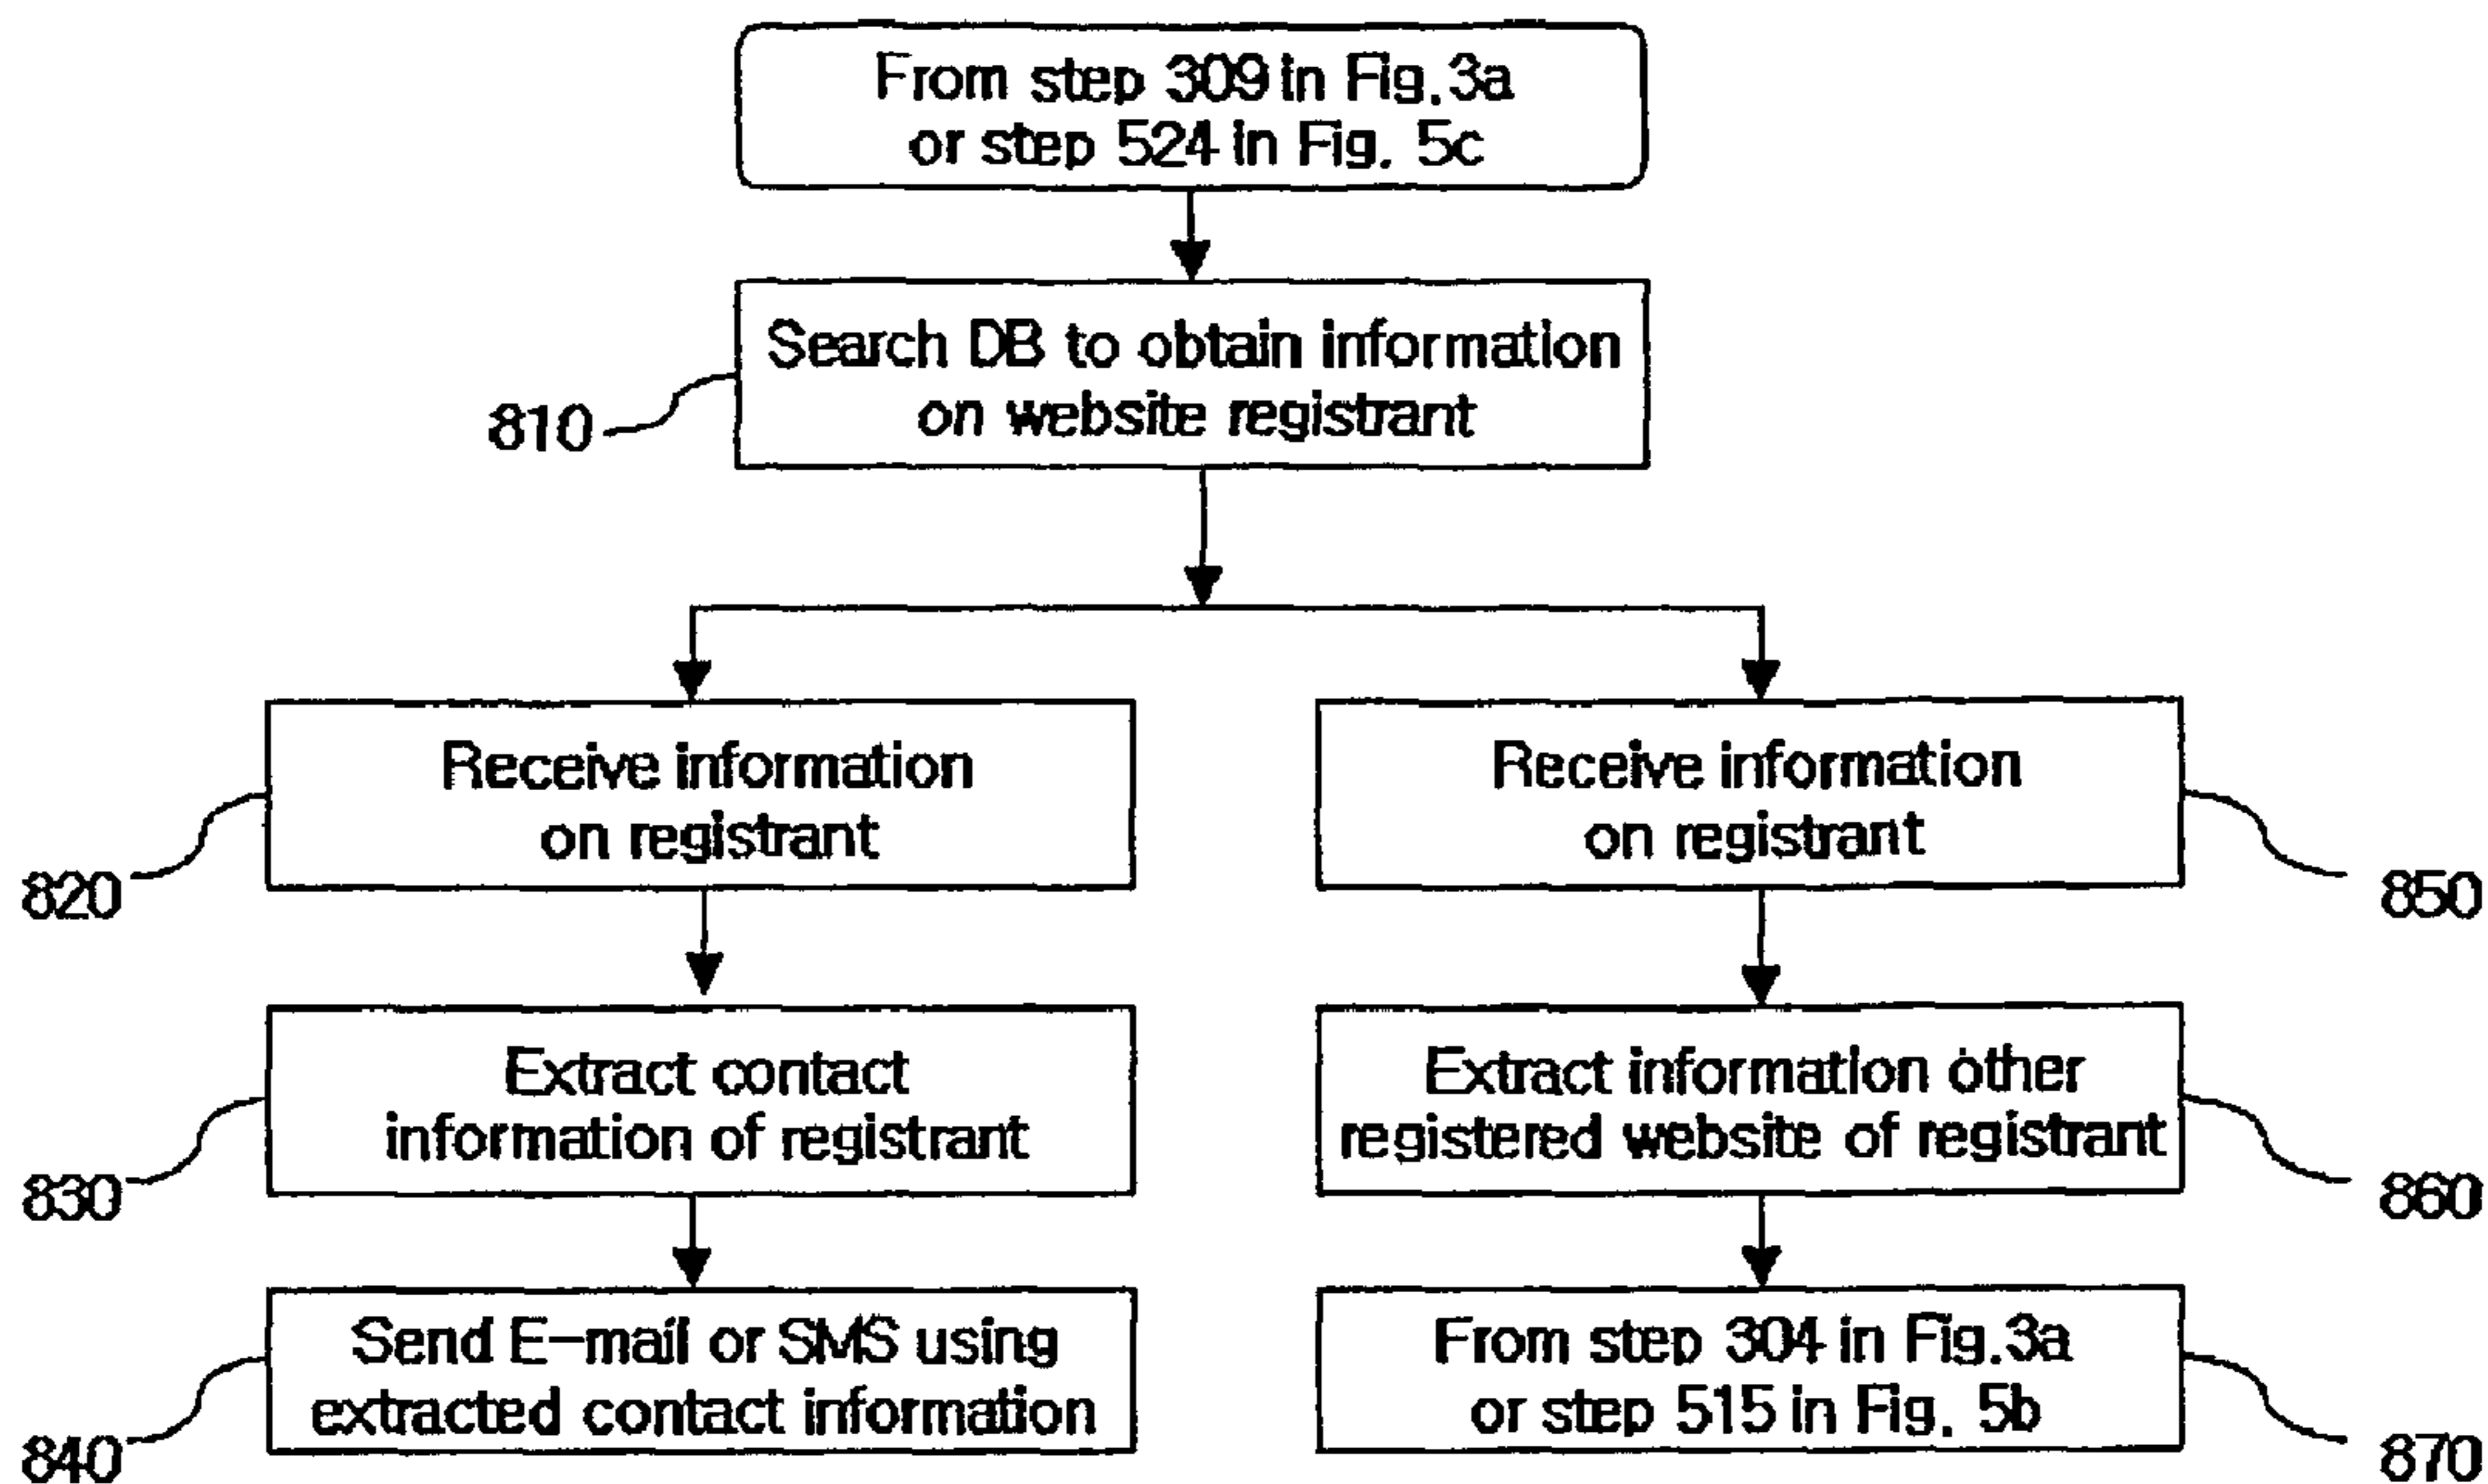 From step 309 in Fig.3a
or step 524 in Fig. 5c
Search DB to obtain information
on website registrant
810
Receive information
on registrant
820
Receive information
on registrant
850
Extract contact
information of registrant
830
Extract information other
registered website of registrant
860
Send E-mail or SMS using
extracted contact information
840
From step 304 in Fig.3a
or step 515 in Fig. 5b
870